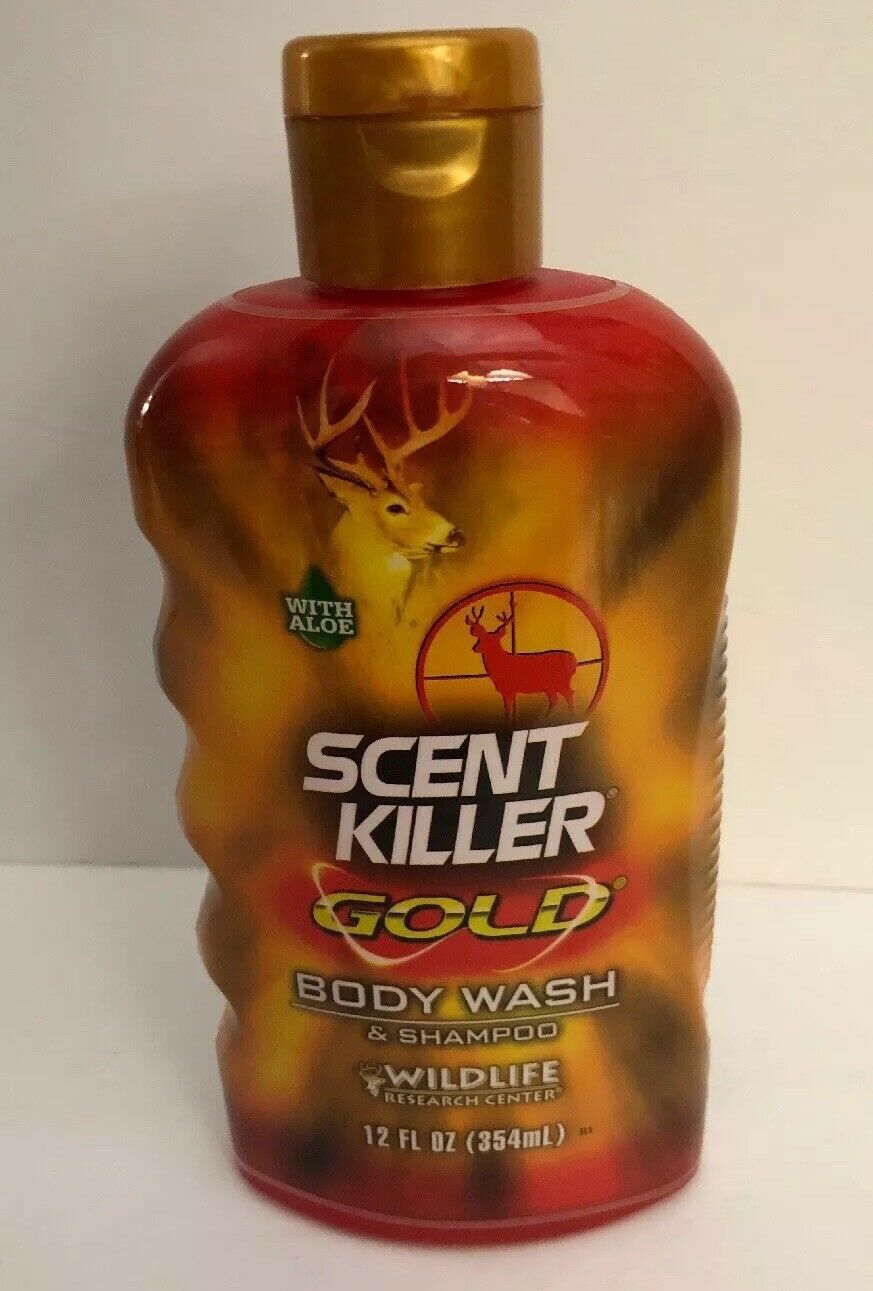 WITH
ALOE
SCENT
KILLER®
GOLD®
BODY WASH
& SHAMPOO
WILDLIFE
RESEARCH CENTER®
12 FL OZ (354mL)